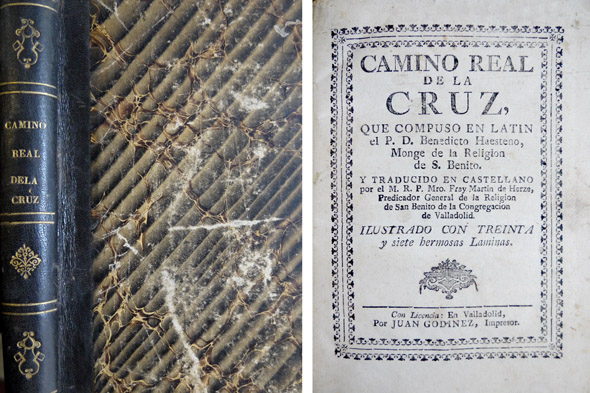 CAMINO
REAL
DELA
CRUZ
CAMINO REAL
DE LA
CRUZ,
QUE COMPUSO EN LATIN
el P. D. Benedicto Haesteno,
Monge de la Religion
de S. Benito.
Y TRADUCIDO EN CASTELLANO
por el M. R. P. Mro. Fray Martin de Herze,
Predicador General de la Religion
de San Benito de la Congregacion
de Valladolid.
ILUSTRADO CON TREINTA
y siete hermosas Laminas.
Con Licencia: En Valladolid,
Por JUAN GODINEZ, Impresor.